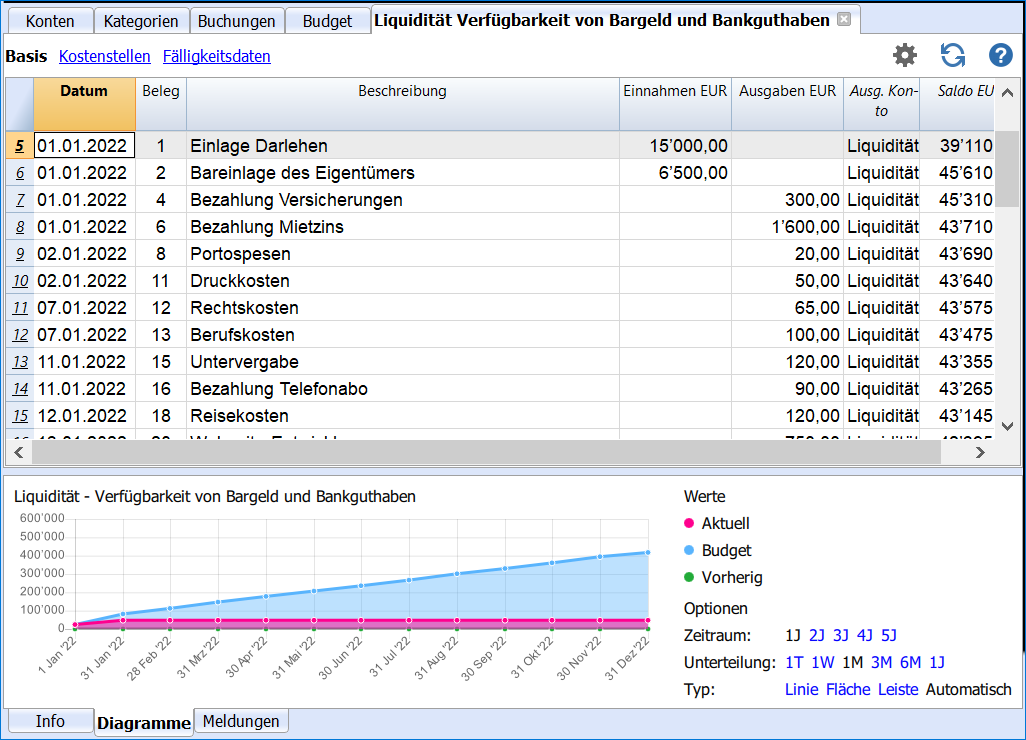 Konten Kategorien Buchungen Budget Liquidität Verfügbarkeit von Bargeld und Bankguthaben
Basis Kostenstellen Fälligkeitsdaten
Datum Beleg Beschreibung Einnahmen EUR Ausgaben EUR Ausg. Kon-
to Saldo EU
5 01.01.2022 1 Einlage Darlehen 15’000,00 Liquidität 39’110
6 01.01.2022 2 Bareinlage des Eigentümers 6’500,00 Liquidität 45’610
7 01.01.2022 4 Bezahlung Versicherungen 300,00 Liquidität 45’310
8 01.01.2022 6 Bezahlung Mietzins 1’600,00 Liquidität 43’710
9 02.01.2022 8 Portospesen 20,00 Liquidität 43’690
10 02.01.2022 11 Druckkosten 50,00 Liquidität 43’640
11 07.01.2022 12 Rechtskosten 65,00 Liquidität 43’575
12 07.01.2022 13 Berufskosten 100,00 Liquidität 43’475
13 11.01.2022 15 Untervergabe 120,00 Liquidität 43’355
14 11.01.2022 16 Bezahlung Telefonabo 90,00 Liquidität 43’265
15 12.01.2022 18 Reisekosten 120,00 Liquidität 43’145
Liquidität - Verfügbarkeit von Bargeld und Bankguthaben
600’000
500’000
400’000
300’000
200’000
100’000
0
1 Jan '22 31 Jan '22 28 Feb '22 31 Mrz '22 30 Apr '22 31 Mai '22 30 Jun '22 31 Jul '22 31 Aug '22 30 Sep '22 31 Okt '22 30 Nov '22 31 Dez '22
Werte
Aktuell
Budget
Vorherig
Optionen
Zeitraum: 1J 2J 3J 4J 5J
Unterteilung: 1T 1W 1M 3M 6M 1J
Typ: Linie Fläche Leiste Automatisch
Info Diagramme Meldungen